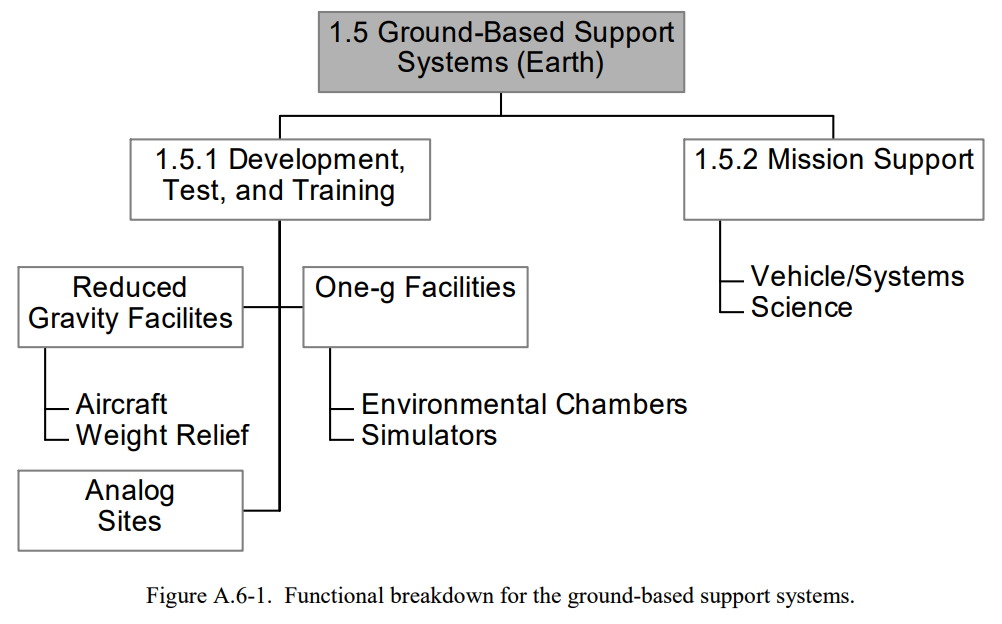 1.5 Ground-Based Support
Systems (Earth)
1.5.1 Development,
Test, and Training
1.5.2 Mission Support
Reduced
Gravity Facilites
One-g Facilities
Vehicle/Systems
Science
Aircraft
Weight Relief
Environmental Chambers
Simulators
Analog
Sites
Figure A.6-1. Functional breakdown for the ground-based support systems.